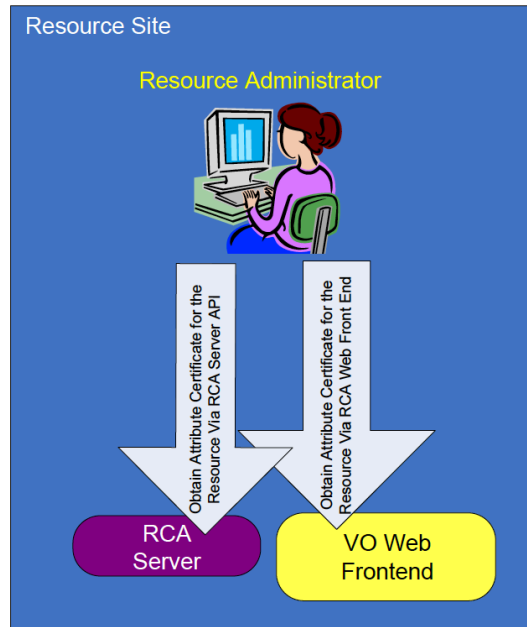 Resource Site
Resource Administrator
Obtain Attribute Certificate for the
Resource Via RCA Server API
Obtain Attribute Certificate for the
Resource Via RCA Web Front End
RCA
Server
VO Web
Frontend